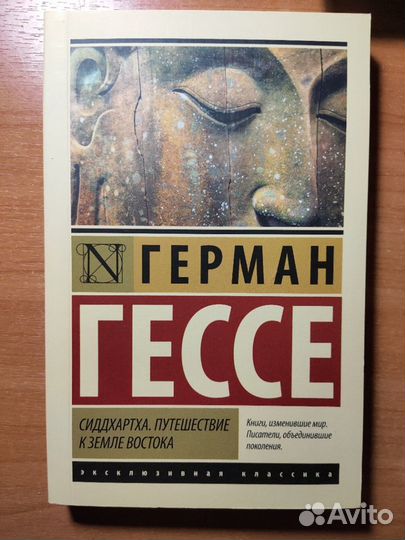 N ГЕРМАН
ГЕССЕ
СИДДХАРТХА. ПУТЕШЕСТВИЕ
К ЗЕМЛЕ ВОСТОКА
Книги, изменившие мир.
Писатели, объединившие
поколения.
эксклюзивная классика
Avito